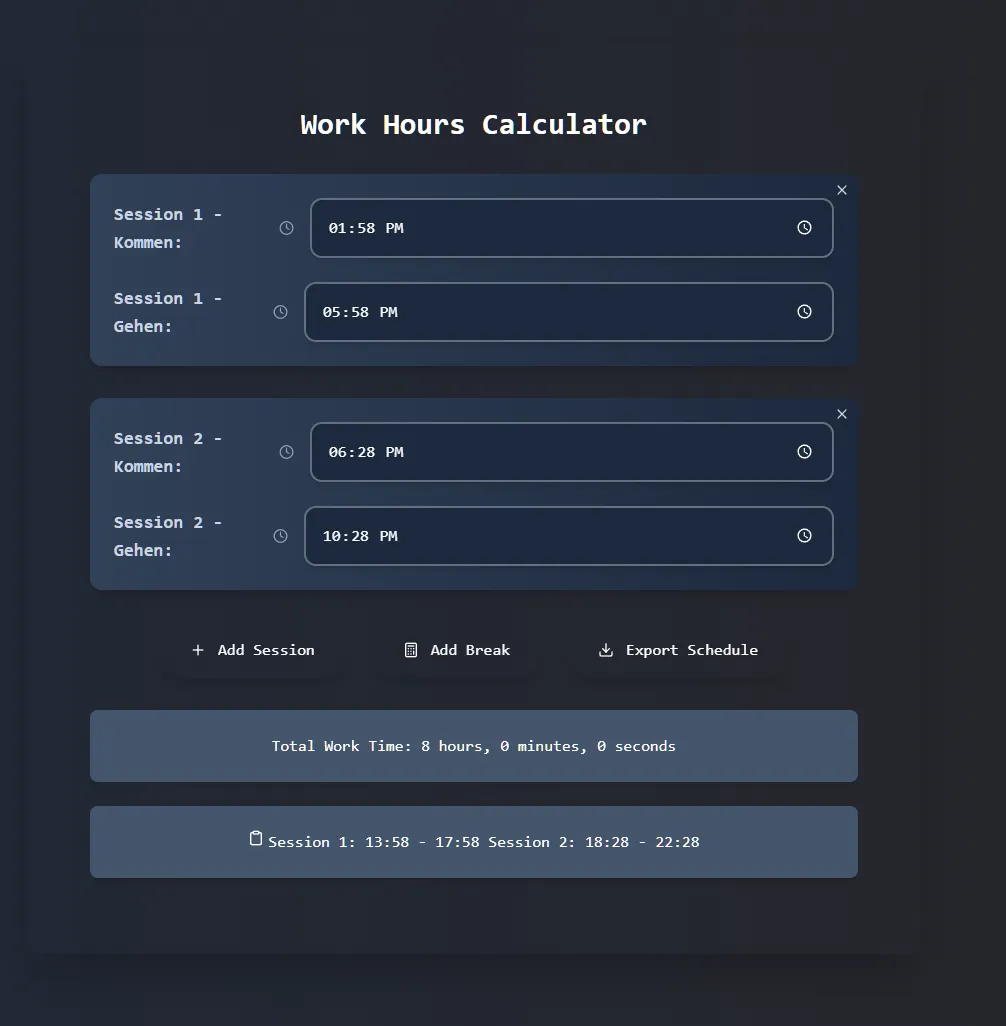 Work Hours Calculator
Session 1 -
Kommen:
01:58 PM
Session 1 -
Gehen:
05:58 PM
Session 2 -
Kommen:
06:28 PM
Session 2 -
Gehen:
10:28 PM
Add Session
Add Break
Export Schedule
Total Work Time: 8 hours, 0 minutes, 0 seconds
Session 1: 13:58 - 17:58 Session 2: 18:28 - 22:28